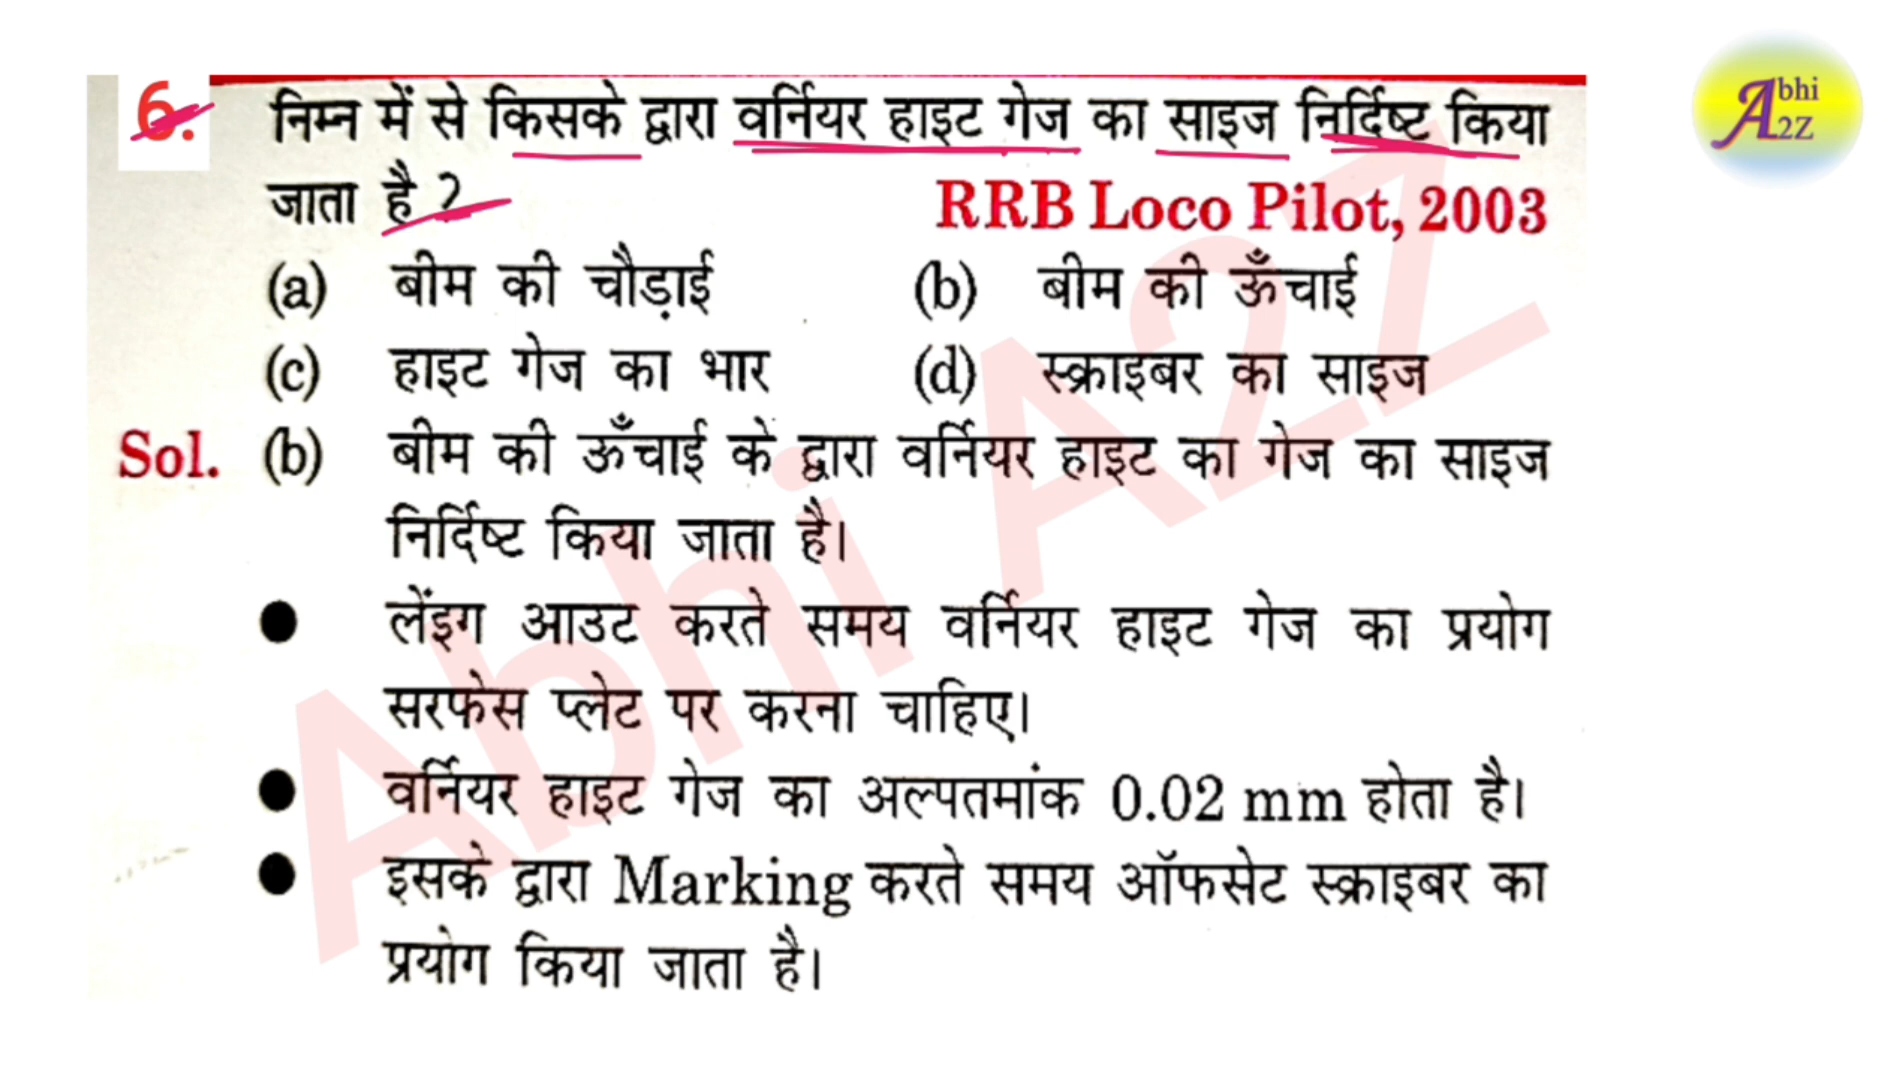 Abhi
A2Z
6. निम्न में से किसके द्वारा वर्नियर हाइट गेज का साइज निर्दिष्ट किया
जाता है ?
RRB Loco Pilot, 2003
(a) बीम की चौड़ाई (b) बीम की ऊँचाई
(c) हाइट गेज का भार (d) स्क्राइबर का साइज
Sol. (b) बीम की ऊँचाई के द्वारा वर्नियर हाइट का गेज का साइज
निर्दिष्ट किया जाता है।
● लेंइग आउट करते समय वर्नियर हाइट गेज का प्रयोग
सरफेस प्लेट पर करना चाहिए।
● वर्नियर हाइट गेज का अल्पतमांक 0.02 mm होता है।
● इसके द्वारा Marking करते समय ऑफसेट स्क्राइबर का
प्रयोग किया जाता है।
Abhi A2Z